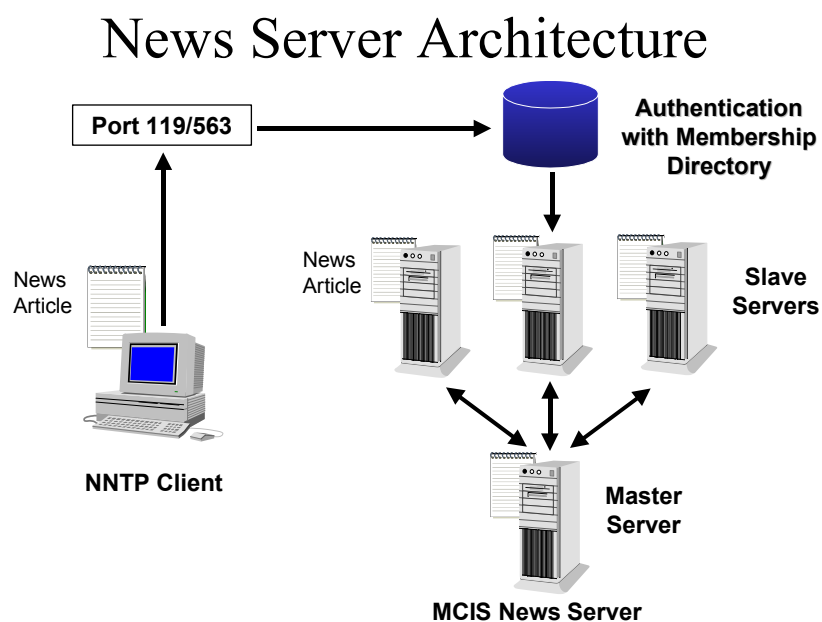 News Server Architecture
Port 119/563
Authentication
with Membership
Directory
News
Article
News
Article
Slave
Servers
NNTP Client
Master
Server
MCIS News Server